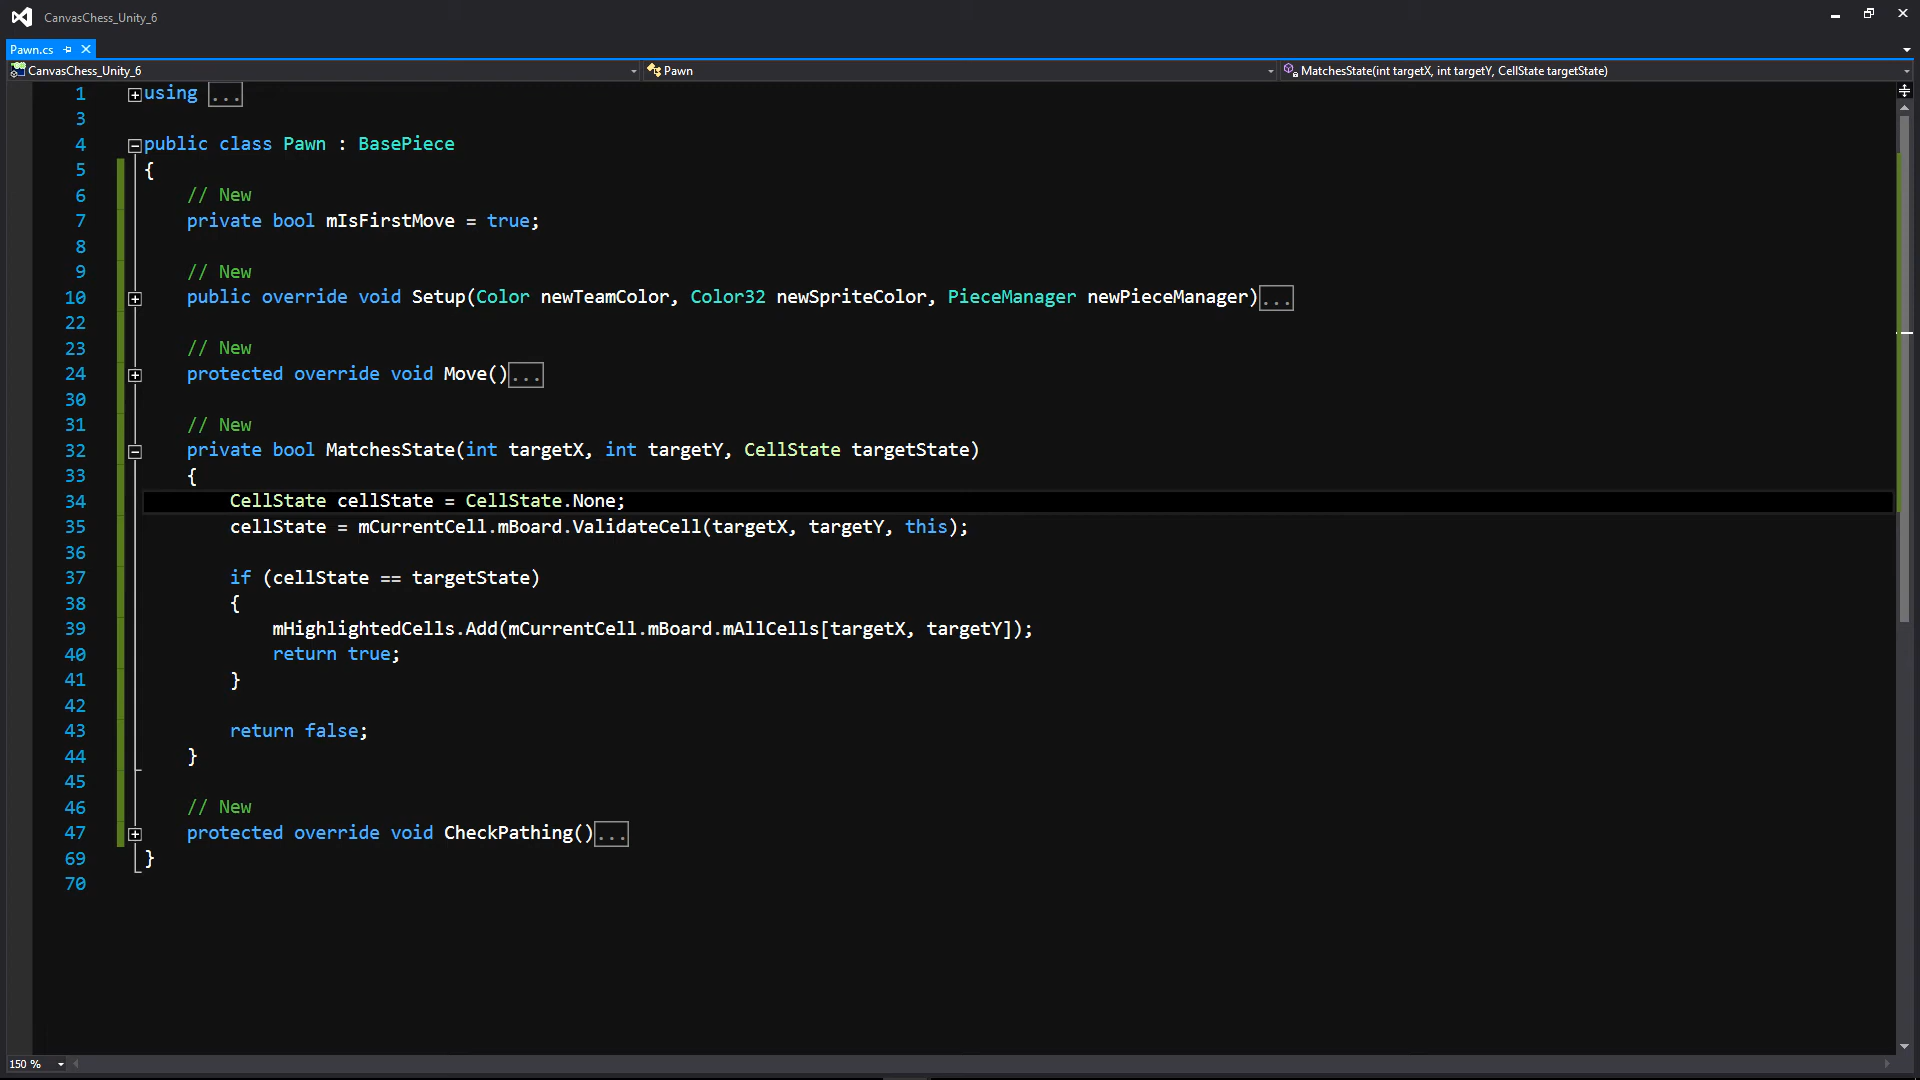 CanvasChess_Unity_6
Pawn.cs
CanvasChess_Unity_6 Pawn MatchesState(int targetX, int targetY, CellState targetState)
1 using ...
3
4 public class Pawn : BasePiece
5 {
6 // New
7 private bool mIsFirstMove = true;
8
9 // New
10 public override void Setup(Color newTeamColor, Color32 newSpriteColor, PieceManager newPieceManager)...
22
23 // New
24 protected override void Move()...
30
31 // New
32 private bool MatchesState(int targetX, int targetY, CellState targetState)
33 {
34 CellState cellState = CellState.None;
35 cellState = mCurrentCell.mBoard.ValidateCell(targetX, targetY, this);
36
37 if (cellState == targetState)
38 {
39 mHighlightedCells.Add(mCurrentCell.mBoard.mAllCells[targetX, targetY]);
40 return true;
41 }
42
43 return false;
44 }
45
46 // New
47 protected override void CheckPathing()...
69 }
70
150 %